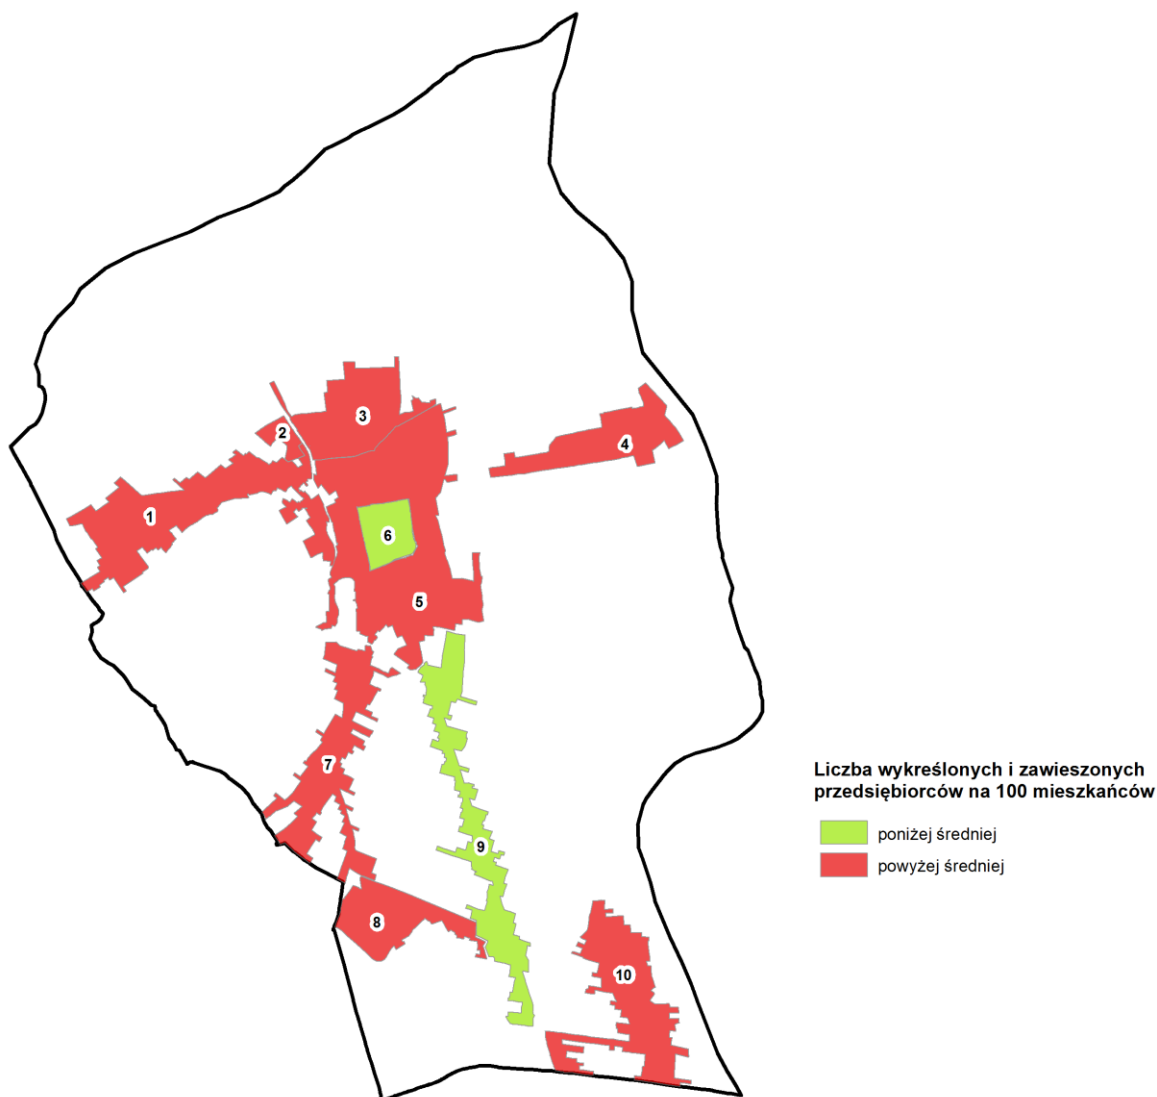 3
2
4
1
6
5
7
9
8
10
Liczba wykreślonych i zawieszonych
przedsiębiorców na 100 mieszkańców
poniżej średniej
powyżej średniej